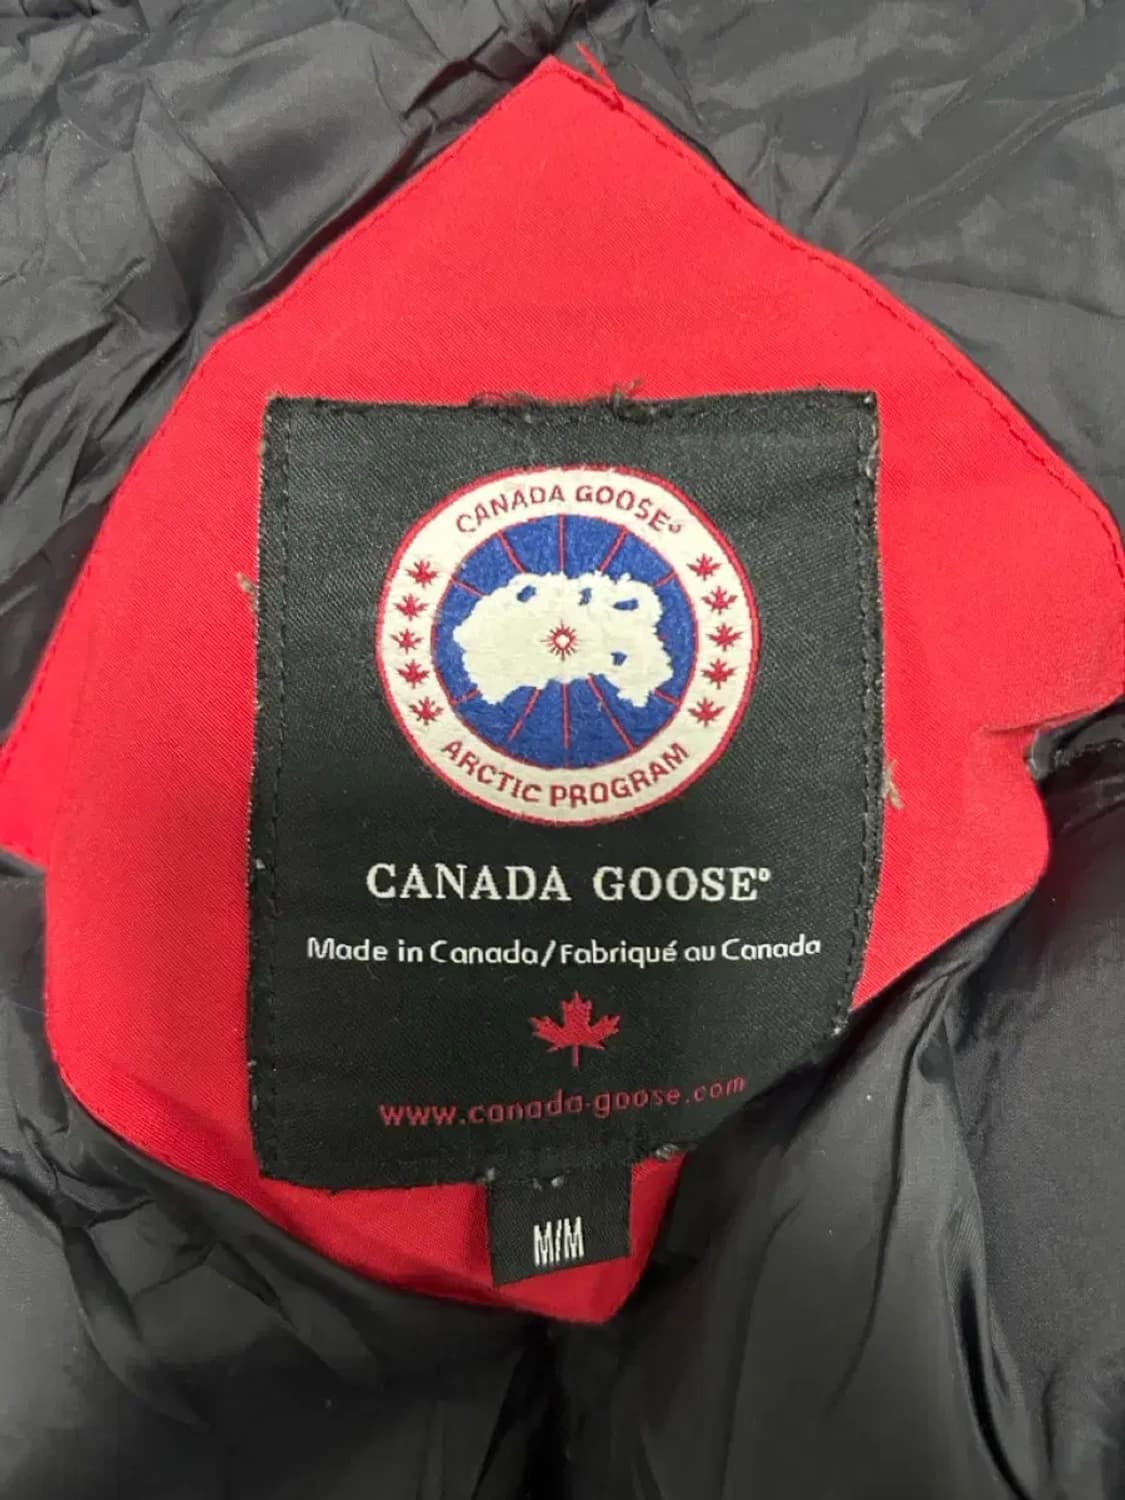 CANADA GOOSE®
ARCTIC PROGRAM
CANADA GOOSE®
Made in Canada/Fabriqué au Canada
www.canada-goose.com
M/M